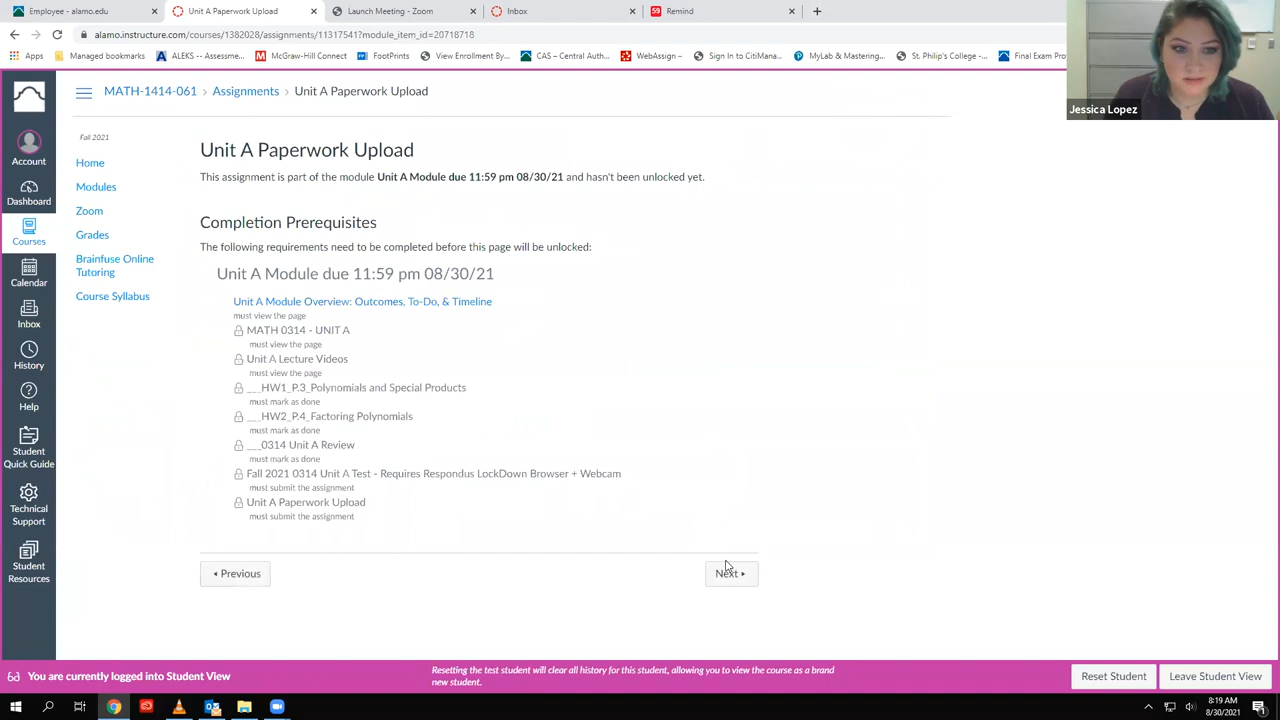 Employee - alamo.edu
Unit A Paperwork Upload
Launch Meeting - Zoom
Inbox
59 Remind
alamo.instructure.com/courses/1382028/assignments/11317541?module_item_id=20718718
Apps
Managed bookmarks
ALEKS -- Assessme...
McGraw-Hill Connect
FootPrints
View Enrollment By...
CAS – Central Auth...
WebAssign –
Sign In to CitiMana...
MyLab & Mastering...
St. Philip's College -...
Final Exam Pro
Jessica Lopez
MATH-1414-061 › Assignments › Unit A Paperwork Upload
Account
Dashboard
Courses
Calendar
Inbox
History
Help
Student
Quick Guide
Technical
Support
Student
Resources
Fall 2021
Home
Modules
Zoom
Grades
Brainfuse Online
Tutoring
Course Syllabus
Unit A Paperwork Upload
This assignment is part of the module Unit A Module due 11:59 pm 08/30/21 and hasn't been unlocked yet.
Completion Prerequisites
The following requirements need to be completed before this page will be unlocked:
Unit A Module due 11:59 pm 08/30/21
Unit A Module Overview: Outcomes, To-Do, & Timeline
must view the page
MATH 0314 - UNIT A
must view the page
Unit A Lecture Videos
must view the page
___HW1_P.3_Polynomials and Special Products
must mark as done
___HW2_P.4_Factoring Polynomials
must mark as done
___0314 Unit A Review
must mark as done
Fall 2021 0314 Unit A Test - Requires Respondus LockDown Browser + Webcam
must submit the assignment
Unit A Paperwork Upload
must submit the assignment
Previous
Next
You are currently logged into Student View
Resetting the test student will clear all history for this student, allowing you to view the course as a brand
new student.
Reset Student
Leave Student View
8:19 AM
8/30/2021